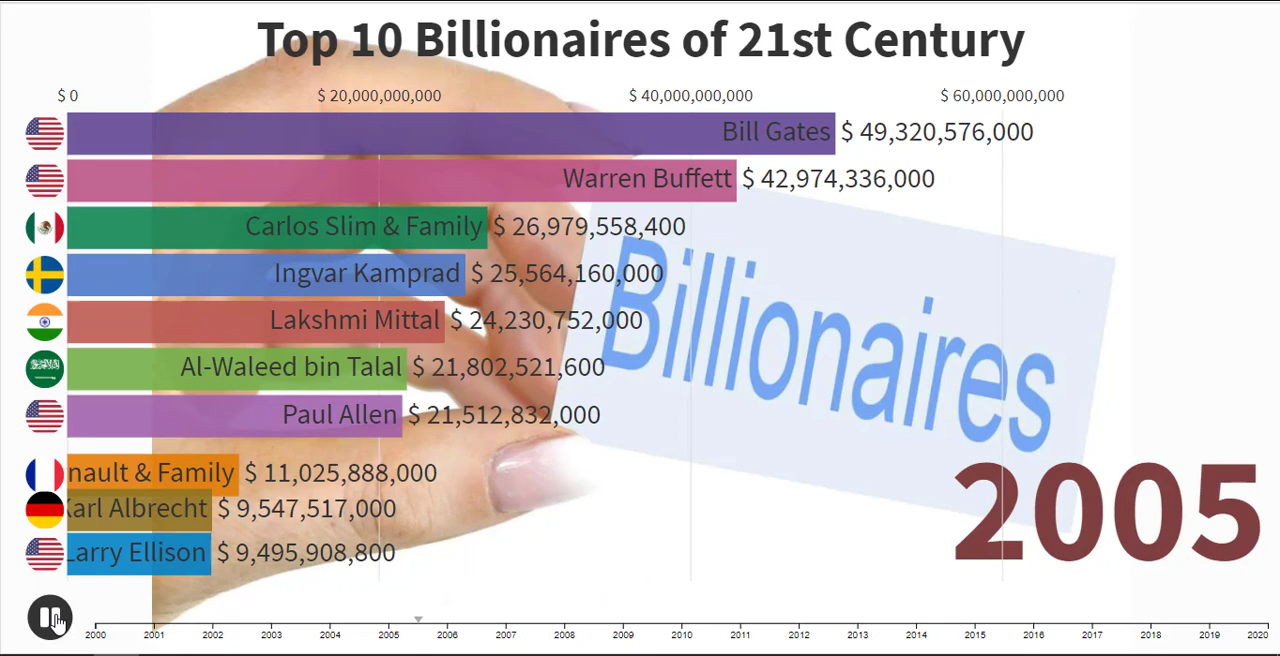 Top 10 Billionaires of 21st Century
$ 0 $ 20,000,000,000 $ 40,000,000,000 $ 60,000,000,000
Bill Gates $ 49,320,576,000
Warren Buffett $ 42,974,336,000
Carlos Slim & Family $ 26,979,558,400
Ingvar Kamprad $ 25,564,160,000
Lakshmi Mittal $ 24,230,752,000
Al-Waleed bin Talal $ 21,802,521,600
Paul Allen $ 21,512,832,000
nault & Family $ 11,025,888,000
Karl Albrecht $ 9,547,517,000
Larry Ellison $ 9,495,908,800
Billionaires
2005
2000 2001 2002 2003 2004 2005 2006 2007 2008 2009 2010 2011 2012 2013 2014 2015 2016 2017 2018 2019 2020